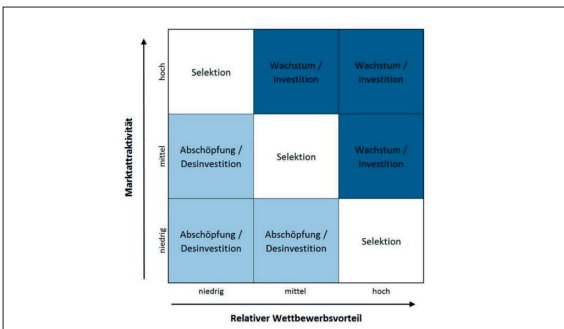 Marktattraktivität
hoch
Selektion
Wachstum /
Investition
Wachstum /
Investition
mittel
Abschöpfung /
Desinvestition
Selektion
Wachstum /
Investition
niedrig
Abschöpfung /
Desinvestition
Abschöpfung /
Desinvestition
Selektion
niedrig
mittel
hoch
Relativer Wettbewerbsvorteil